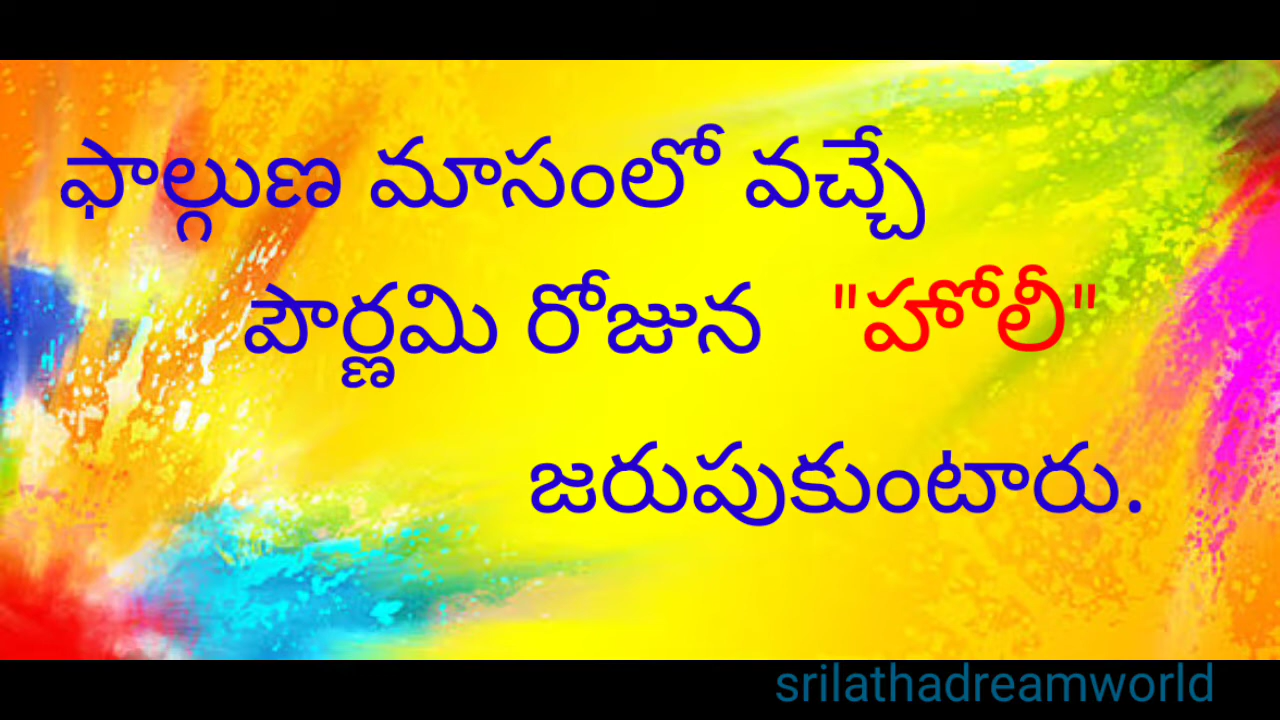 ఫాల్గుణ మాసంలో వచ్చే
పౌర్ణమి రోజున "హోలీ"
జరుపుకుంటారు.
srilathadreamworld